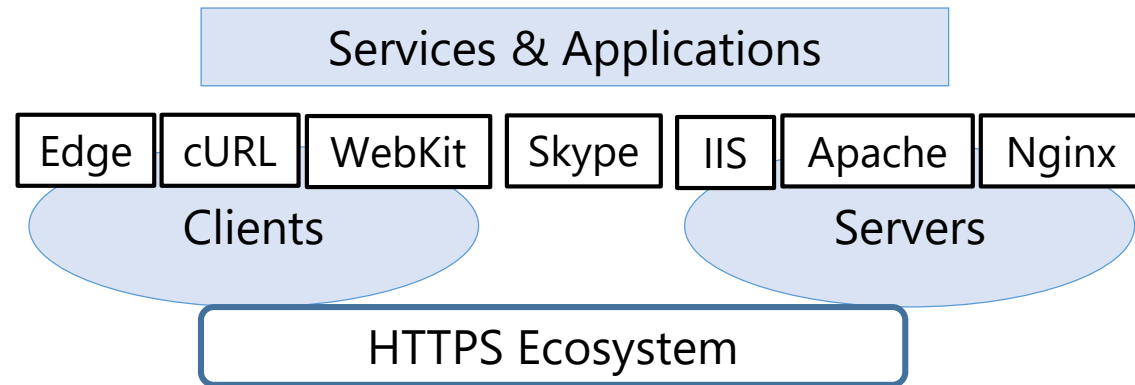 Services & Applications
Edge cURL WebKit Skype IIS Apache Nginx
Clients Servers
HTTPS Ecosystem